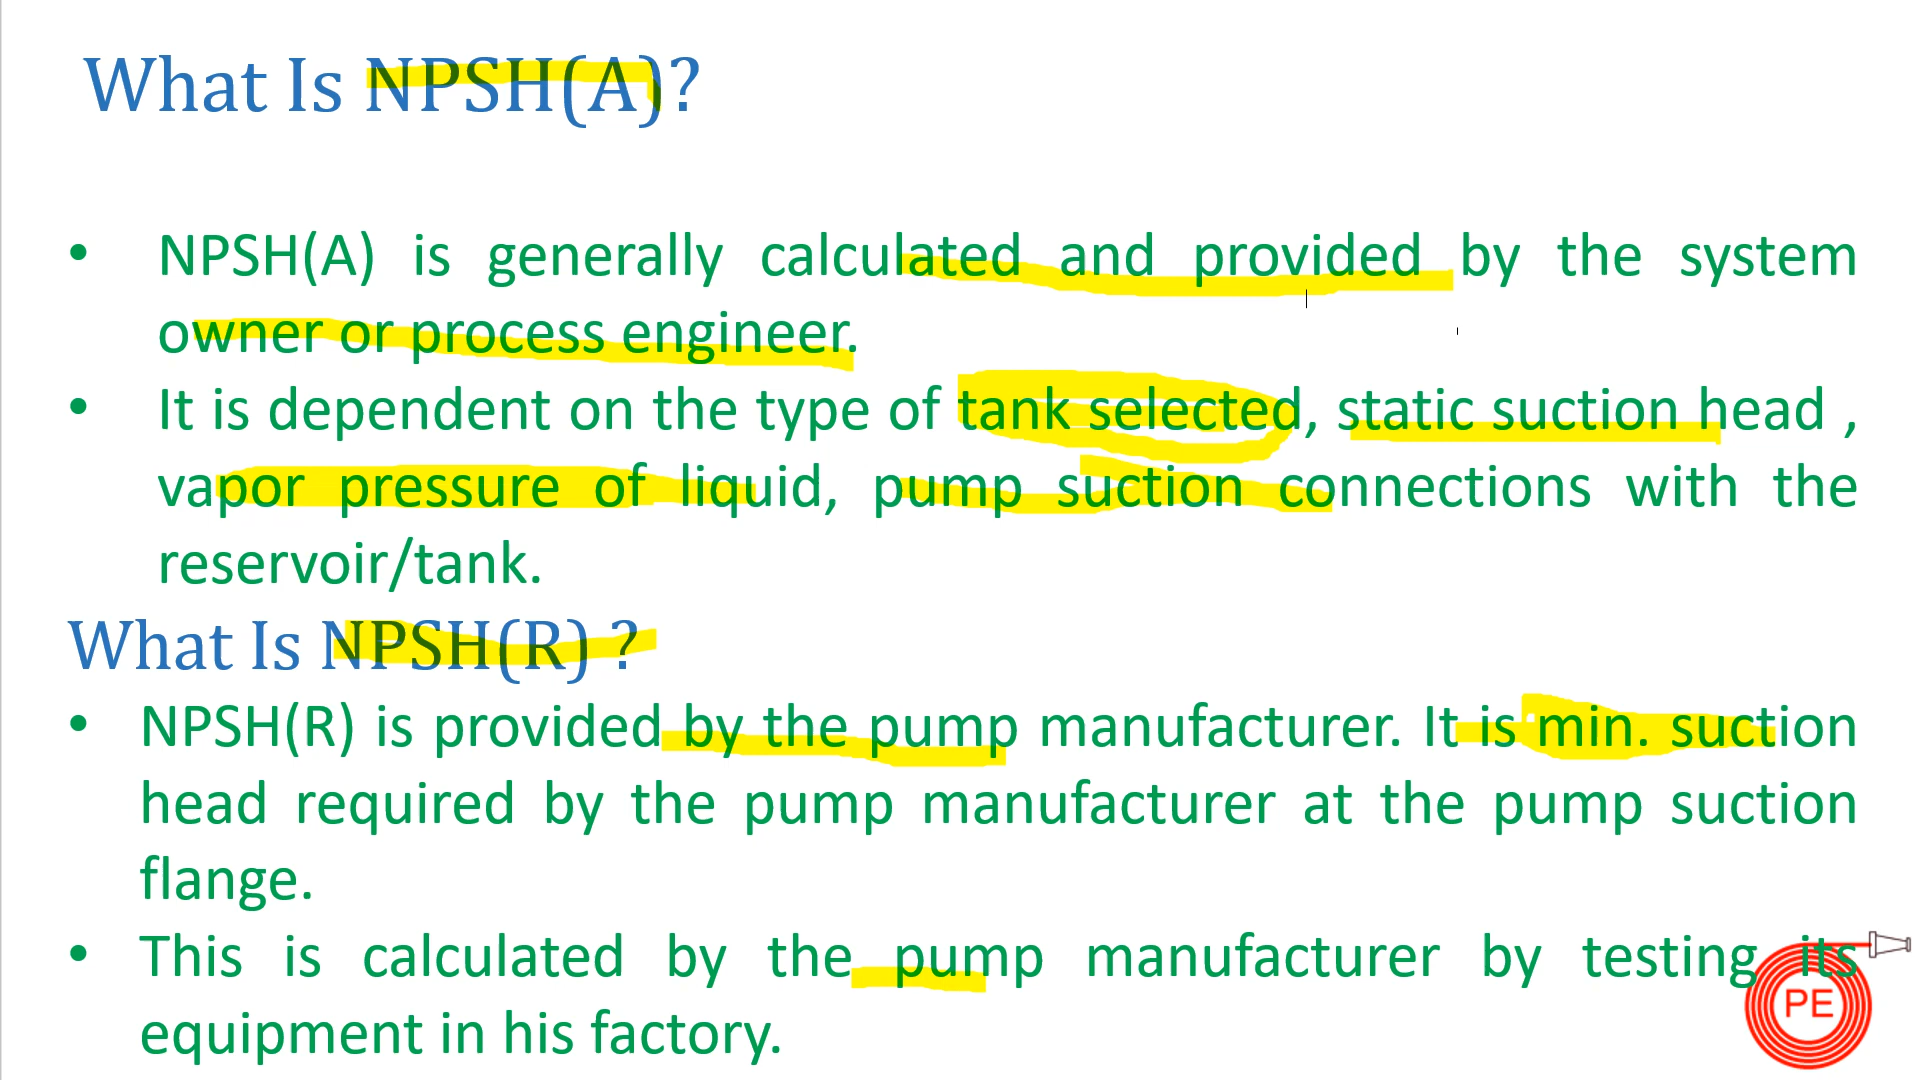 What Is NPSH(A)?
• NPSH(A) is generally calculated and provided by the system
owner or process engineer.
• It is dependent on the type of tank selected, static suction head ,
vapor pressure of liquid, pump suction connections with the
reservoir/tank.
What Is NPSH(R) ?
• NPSH(R) is provided by the pump manufacturer. It is min. suction
head required by the pump manufacturer at the pump suction
flange.
• This is calculated by the pump manufacturer by testing its
equipment in his factory.
PE